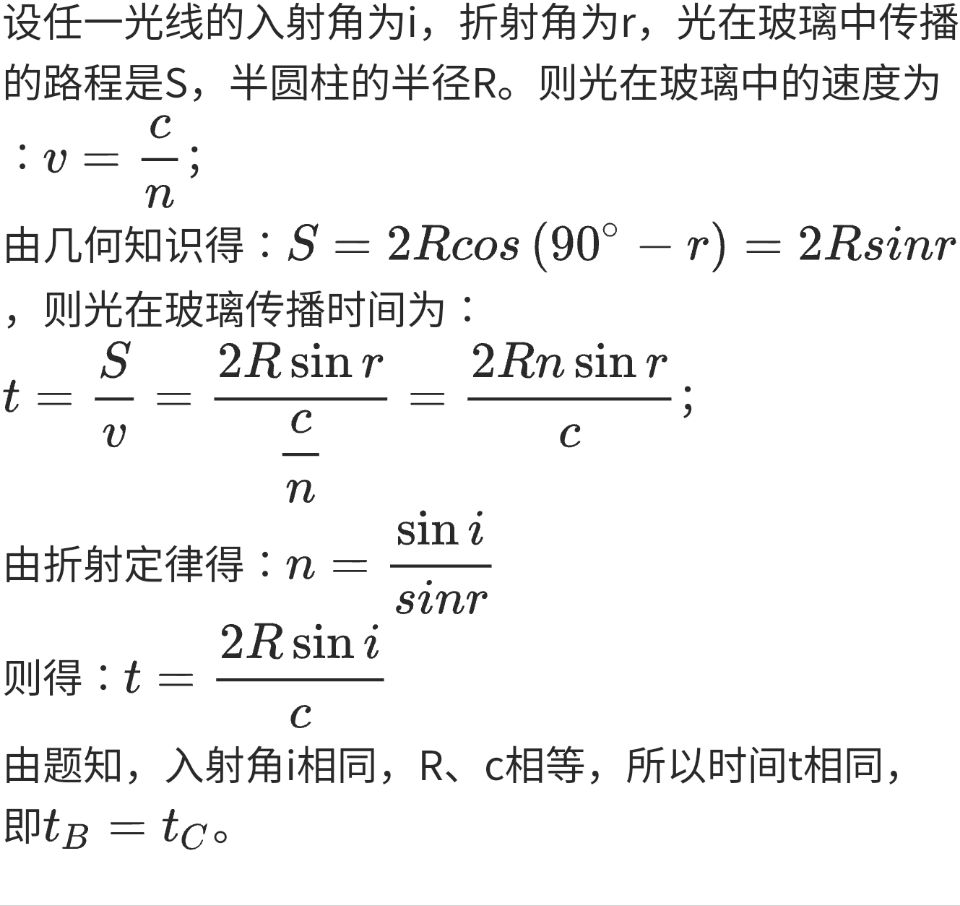 设任一光线的入射角为i，折射角为r，光在玻璃中传播
的路程是S，半圆柱的半径R。则光在玻璃中的速度为
：$v = \frac{c}{n}$；
由几何知识得：$S = 2Rcos\left(90^{\circ} - r\right) = 2Rsinr$
，则光在玻璃传播时间为：
$t = \frac{S}{v} = \frac{2R\sin r}{\frac{c}{n}} = \frac{2Rn\sin r}{c}$；
由折射定律得：$n = \frac{\sin i}{sinr}$
则得：$t = \frac{2R\sin i}{c}$
由题知，入射角i相同，R、c相等，所以时间t相同，
即$t_B = t_C$。